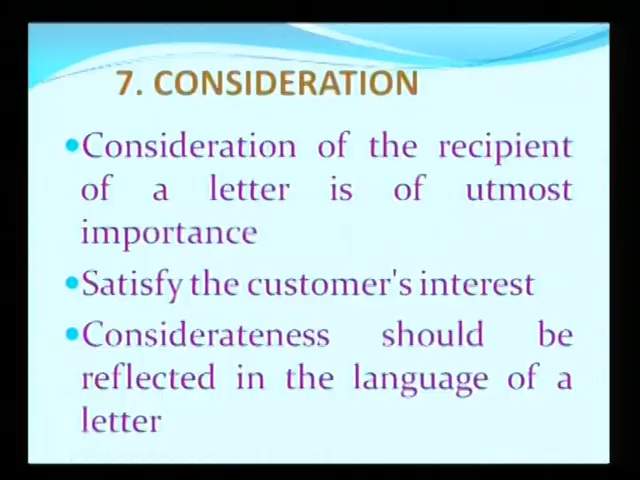 7. CONSIDERATION
•Consideration of the recipient
of a letter is of utmost
importance
•Satisfy the customer's interest
•Considerateness should be
reflected in the language of a
letter